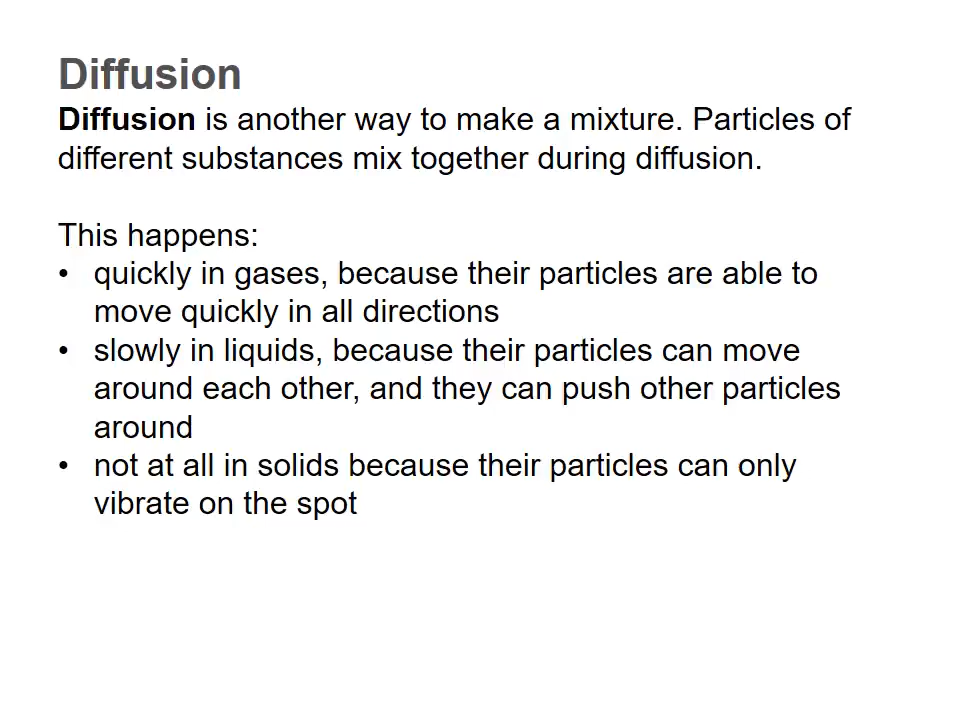 Diffusion
Diffusion is another way to make a mixture. Particles of
different substances mix together during diffusion.
This happens:
• quickly in gases, because their particles are able to
move quickly in all directions
• slowly in liquids, because their particles can move
around each other, and they can push other particles
around
• not at all in solids because their particles can only
vibrate on the spot